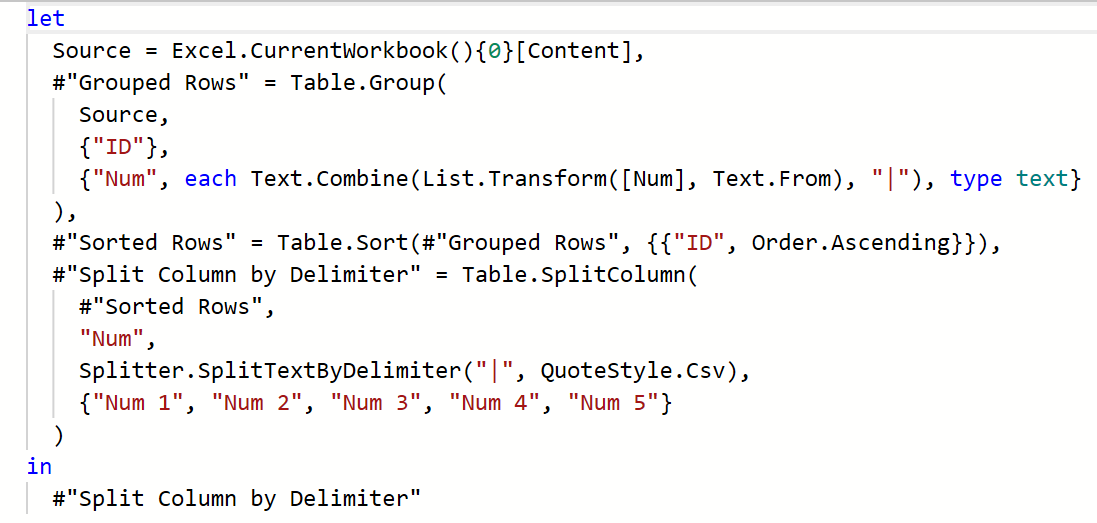 let
  Source = Excel.CurrentWorkbook(){0}[Content],
  #"Grouped Rows" = Table.Group(
    Source,
    {"ID"},
    {"Num", each Text.Combine(List.Transform([Num], Text.From), "|"), type text}
  ),
  #"Sorted Rows" = Table.Sort(#"Grouped Rows", {{"ID", Order.Ascending}}),
  #"Split Column by Delimiter" = Table.SplitColumn(
    #"Sorted Rows",
    "Num",
    Splitter.SplitTextByDelimiter("|", QuoteStyle.Csv),
    {"Num 1", "Num 2", "Num 3", "Num 4", "Num 5"}
  )
in
  #"Split Column by Delimiter"